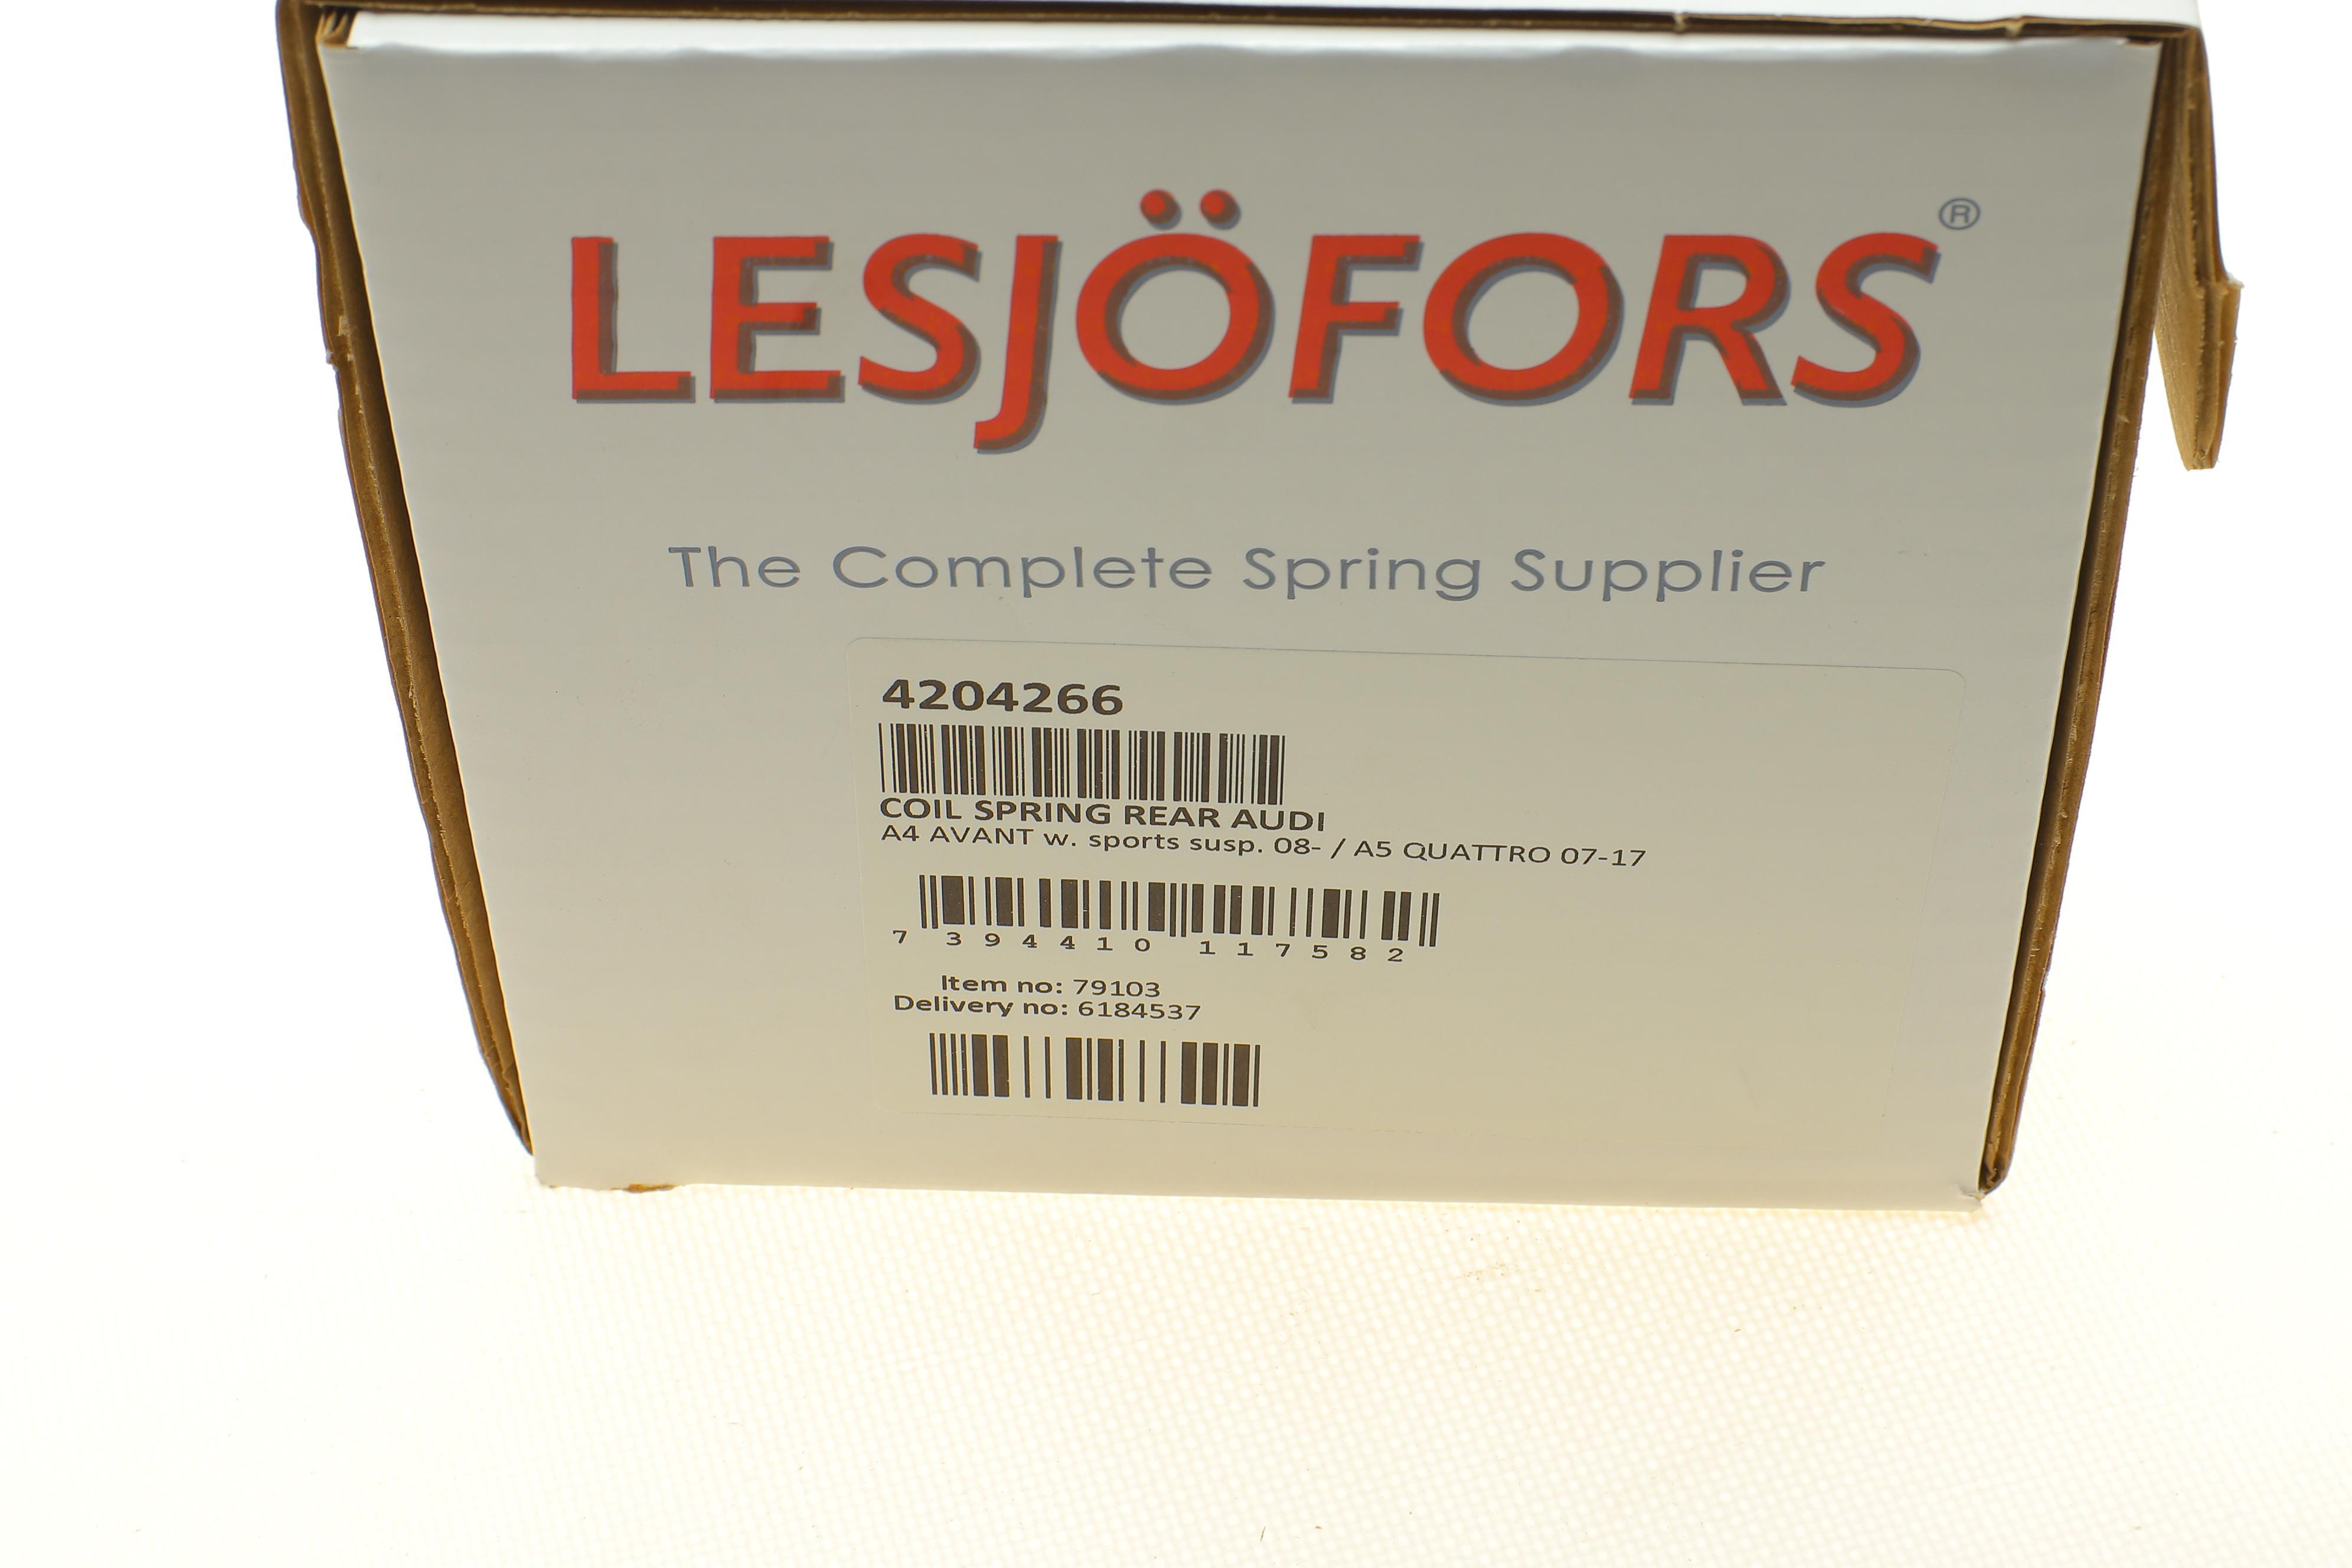 LESJÖFORS®
The Complete Spring Supplier
4204266
COIL SPRING REAR AUDI
A4 AVANT w. sports susp. 08- / A5 QUATTRO 07-17
7 394410 117582
Item no: 79103
Delivery no: 6184537